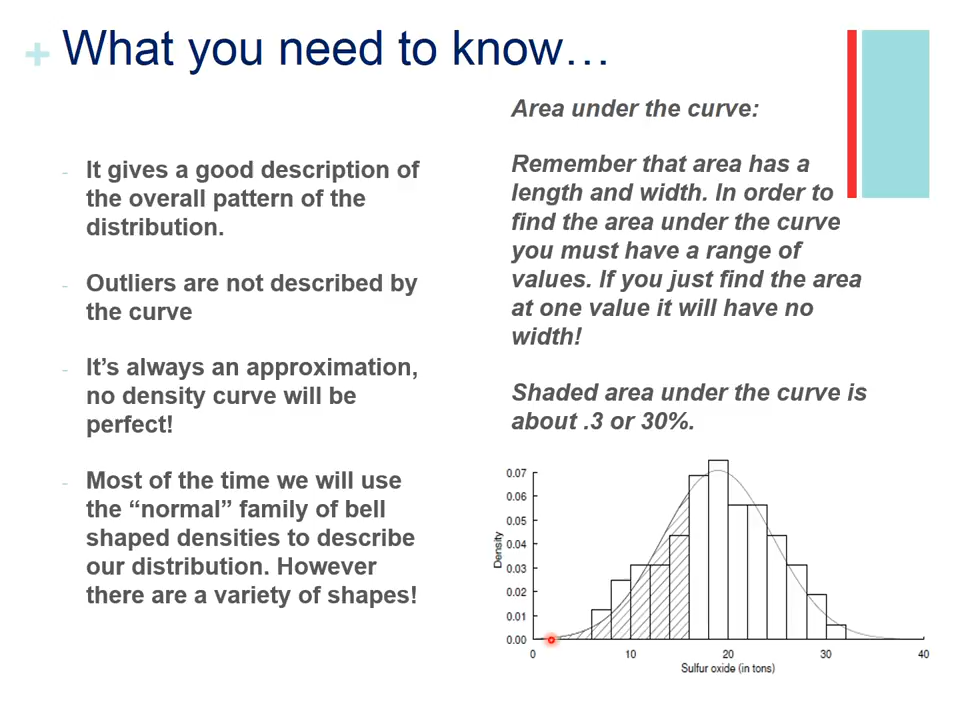 + What you need to know…
- It gives a good description of
the overall pattern of the
distribution.
- Outliers are not described by
the curve
- It’s always an approximation,
no density curve will be
perfect!
- Most of the time we will use
the “normal” family of bell
shaped densities to describe
our distribution. However
there are a variety of shapes!
Area under the curve:
Remember that area has a
length and width. In order to
find the area under the curve
you must have a range of
values. If you just find the area
at one value it will have no
width!
Shaded area under the curve is
about .3 or 30%.
0.07
0.06
0.05
0.04
0.03
0.02
0.01
0.00
Density
0 10 20 30 40
Sulfur oxide (in tons)